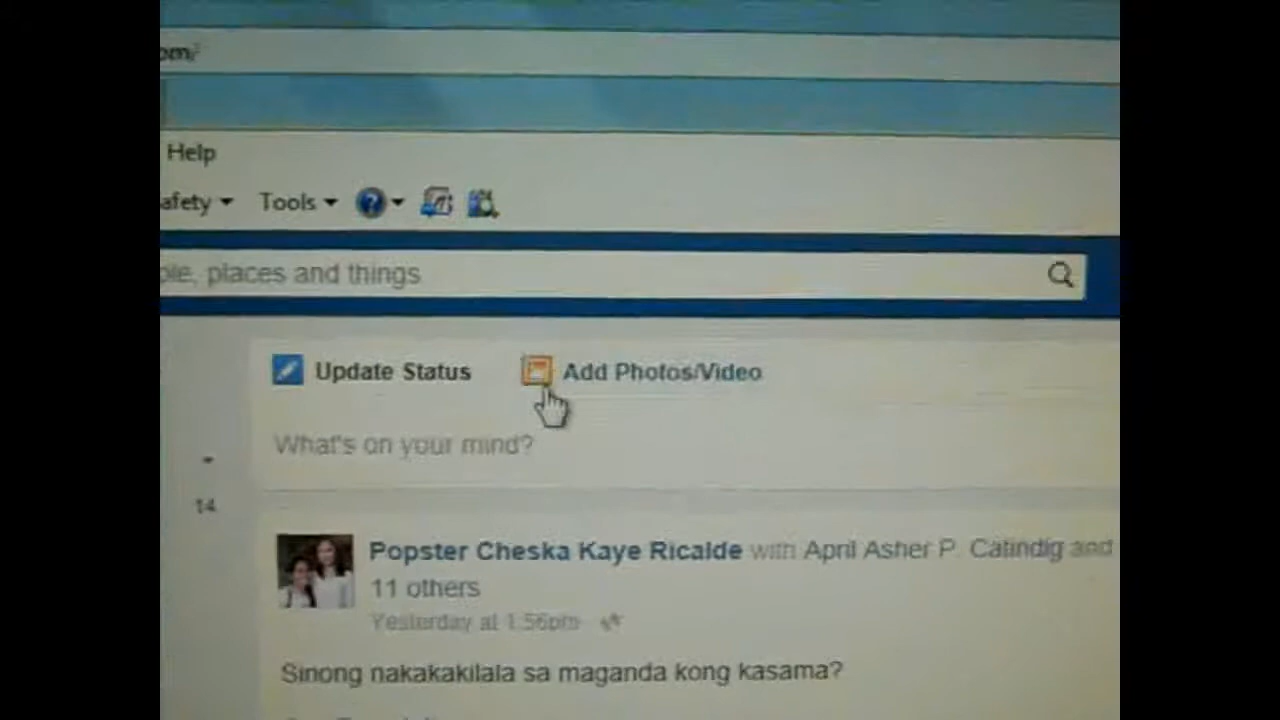 om/
Help
afety Tools
ple, places and things
Update Status Add Photos/Video
What's on your mind?
14
Popster Cheska Kaye Ricalde with April Asher P. Catindig and
11 others
Yesterday at 1:56pm
Sinong nakakakilala sa maganda kong kasama?